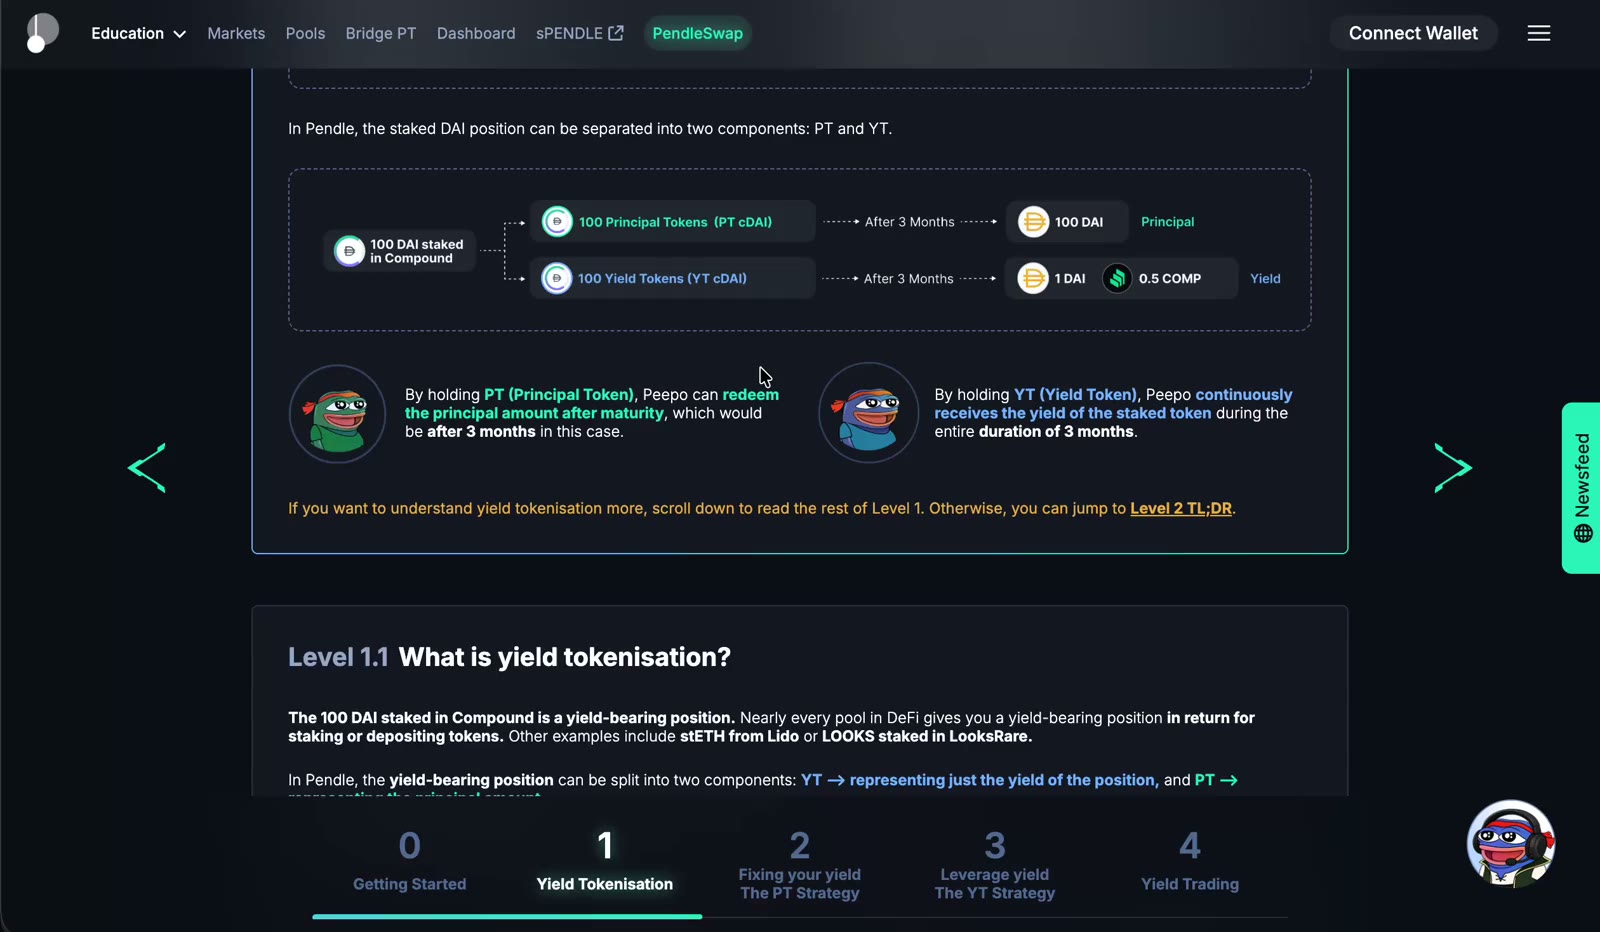 Education Markets Pools Bridge PT Dashboard sPENDLE PendleSwap Connect Wallet
In Pendle, the staked DAI position can be separated into two components: PT and YT.
100 DAI staked
in Compound
100 Principal Tokens (PT cDAI) After 3 Months 100 DAI Principal
100 Yield Tokens (YT cDAI) After 3 Months 1 DAI 0.5 COMP Yield
By holding PT (Principal Token), Peepo can redeem
the principal amount after maturity, which would
be after 3 months in this case.
By holding YT (Yield Token), Peepo continuously
receives the yield of the staked token during the
entire duration of 3 months.
If you want to understand yield tokenisation more, scroll down to read the rest of Level 1. Otherwise, you can jump to Level 2 TL;DR.
Newsfeed
Level 1.1 What is yield tokenisation?
The 100 DAI staked in Compound is a yield-bearing position. Nearly every pool in DeFi gives you a yield-bearing position in return for
staking or depositing tokens. Other examples include stETH from Lido or LOOKS staked in LooksRare.
In Pendle, the yield-bearing position can be split into two components: YT → representing just the yield of the position, and PT →
representing the principal amount.
0
Getting Started
1
Yield Tokenisation
2
Fixing your yield
The PT Strategy
3
Leverage yield
The YT Strategy
4
Yield Trading